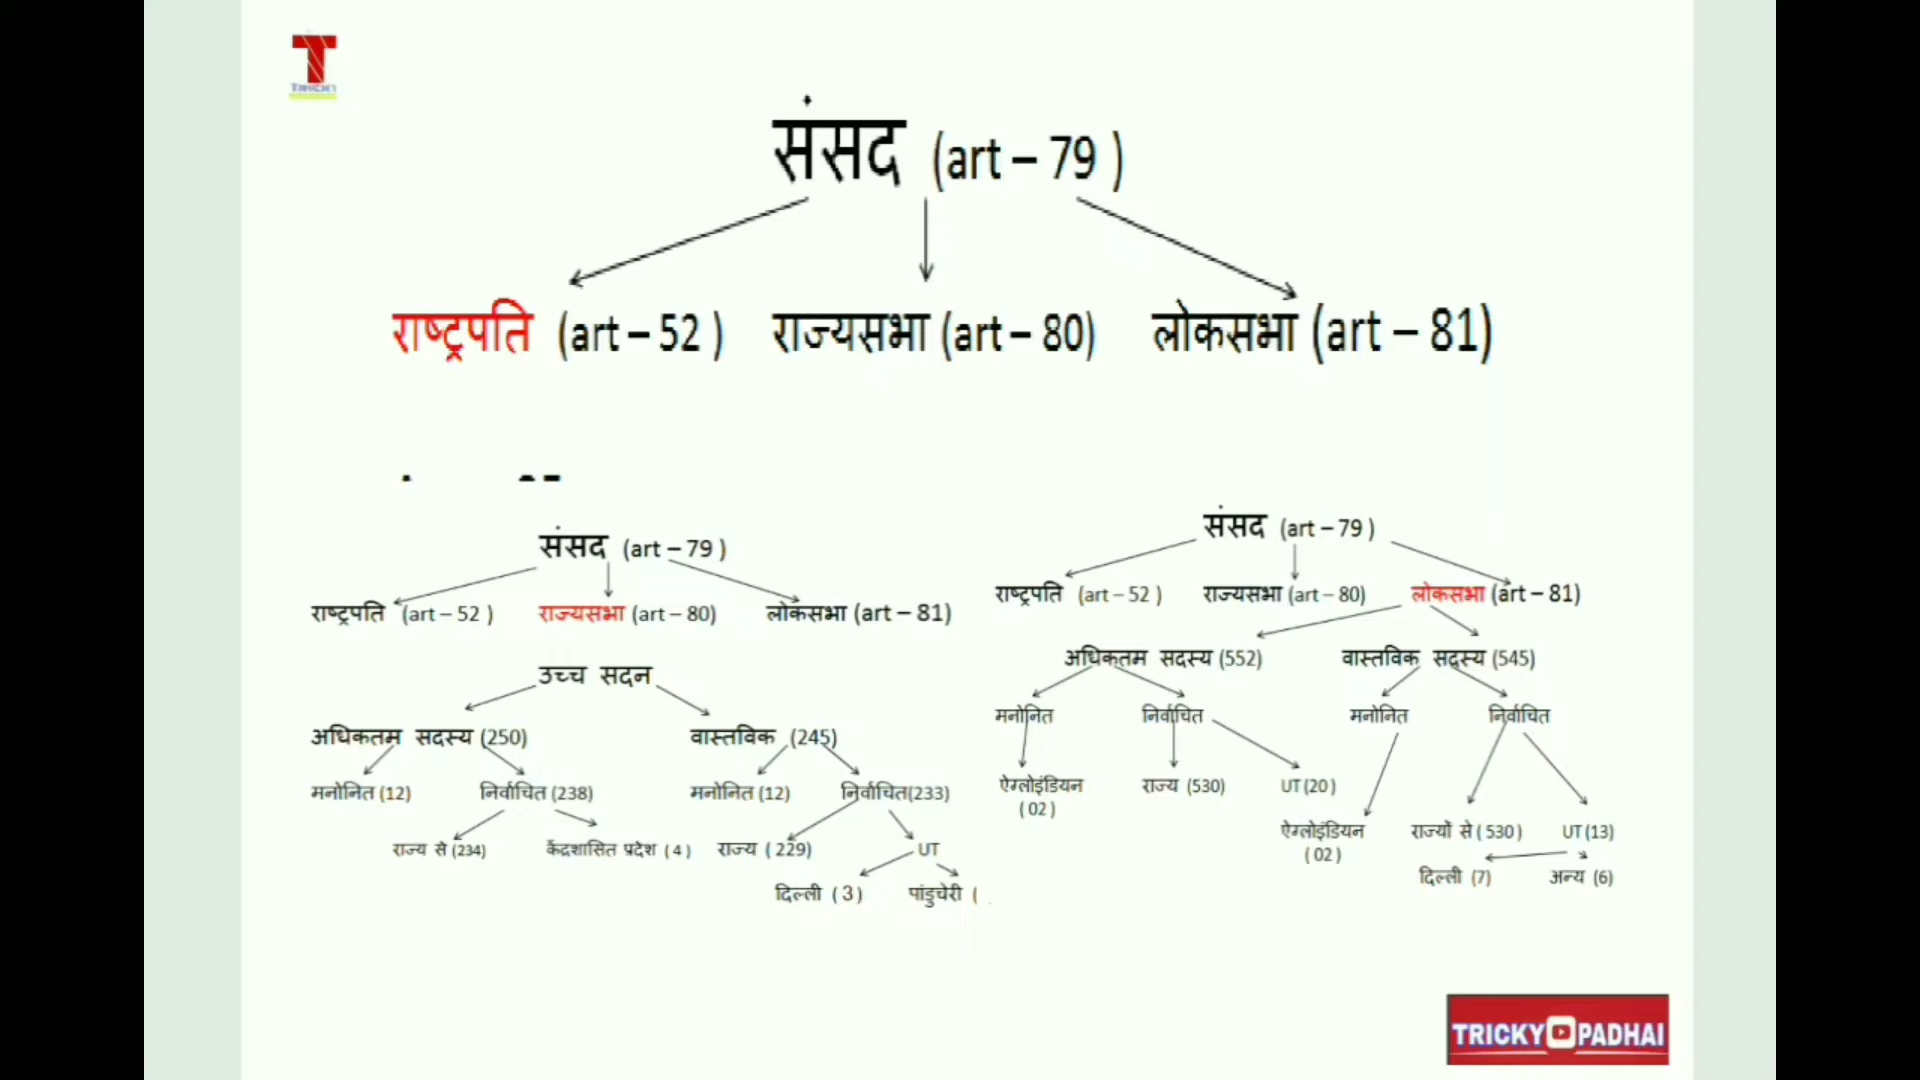 T
TRICKY
संसद (art – 79 )
राष्ट्रपति (art – 52 ) राज्यसभा (art – 80) लोकसभा (art – 81)
संसद (art – 79 )
राष्ट्रपति (art – 52 ) राज्यसभा (art – 80) लोकसभा (art – 81)
उच्च सदन
अधिकतम सदस्य (250) वास्तविक (245)
मनोनित (12) निर्वाचित (238) मनोनित (12) निर्वाचित(233)
राज्य से (234) केंद्रशासित प्रदेश ( 4 ) राज्य ( 229) UT
दिल्ली ( 3 ) पांडुचेरी (
संसद (art – 79 )
राष्ट्रपति (art – 52 ) राज्यसभा (art – 80) लोकसभा (art – 81)
अधिकतम सदस्य (552) वास्तविक सदस्य (545)
मनोनित निर्वाचित मनोनित निर्वाचित
ऐग्लोइंडियन राज्य (530) UT (20 )
( 02 )
ऐग्लोइंडियन राज्यों से ( 530 ) UT (13)
( 02 )
दिल्ली (7) अन्य (6)
TRICKY PADHAI